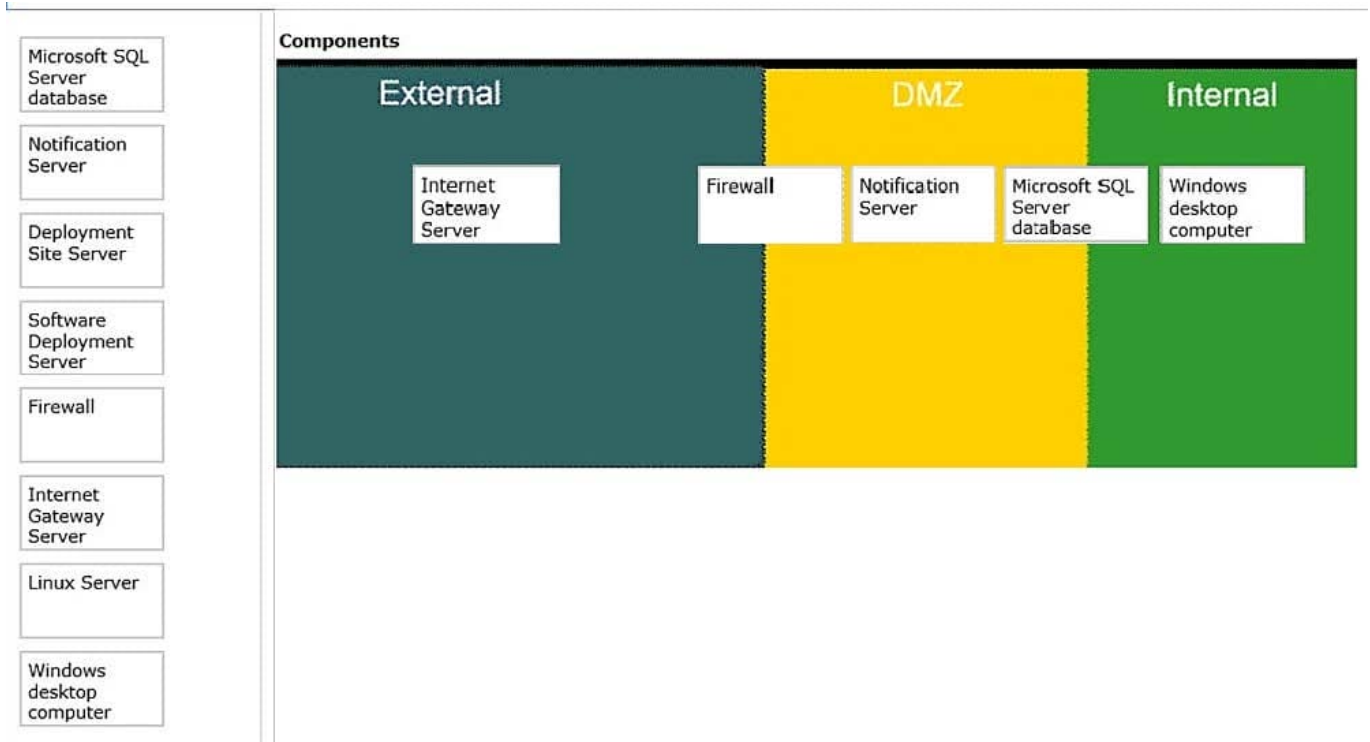 Microsoft SQL
Server
database
Notification
Server
Deployment
Site Server
Software
Deployment
Server
Firewall
Internet
Gateway
Server
Linux Server
Windows
desktop
computer
Components
External
DMZ
Internal
Internet
Gateway
Server
Firewall
Notification
Server
Microsoft SQL
Server
database
Windows
desktop
computer